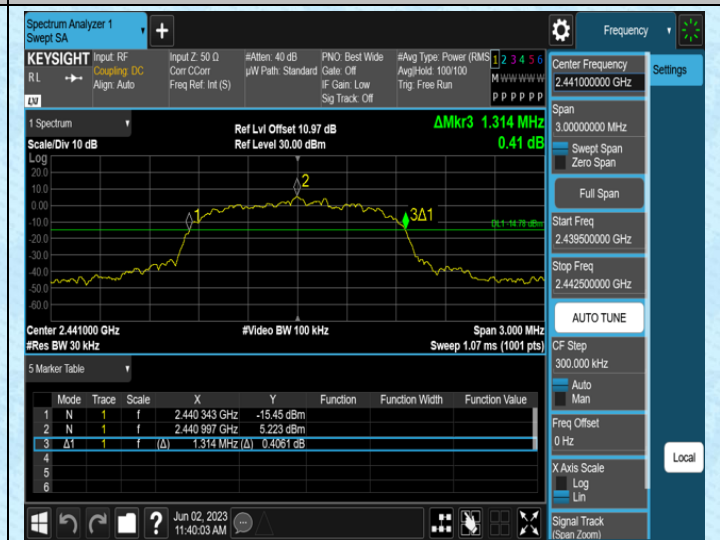 Spectrum Analyzer 1
Swept SA
+
Frequency
KEYSIGHT
RL
LXI
Input: RF
Coupling: DC
Align: Auto
Input Z: 50 Ω
Corr CCorr
Freq Ref: Int (S)
#Atten: 40 dB
µW Path: Standard
PNO: Best Wide
Gate: Off
IF Gain: Low
Sig Track: Off
#Avg Type: Power (RMS
Avg|Hold: 100/100
Trig: Free Run
1 2 3 4 5 6
M W W W W W
P P P P P P
1 Spectrum
Scale/Div 10 dB
Ref Lvl Offset 10.97 dB
Ref Level 30.00 dBm
ΔMkr3 1.314 MHz
0.41 dB
Log
20.0
10.0
0.00
-10.0
-20.0
-30.0
-40.0
-50.0
-60.0
1
2
3Δ1
DL1 -14.78 dBm
Center 2.441000 GHz
#Res BW 30 kHz
#Video BW 100 kHz
Span 3.000 MHz
Sweep 1.07 ms (1001 pts)
5 Marker Table
Mode Trace Scale X Y Function Function Width Function Value
1 N 1 f 2.440 343 GHz -15.45 dBm
2 N 1 f 2.440 997 GHz 5.223 dBm
3 Δ1 1 f (Δ) 1.314 MHz (Δ) 0.4061 dB
4
5
6
?
Jun 02, 2023
11:40:03 AM
Center Frequency
2.441000000 GHz
Settings
Span
3.00000000 MHz
Swept Span
Zero Span
Full Span
Start Freq
2.439500000 GHz
Stop Freq
2.442500000 GHz
AUTO TUNE
CF Step
300.000 kHz
Auto
Man
Freq Offset
0 Hz
X Axis Scale
Log
Lin
Local
Signal Track
(Span Zoom)